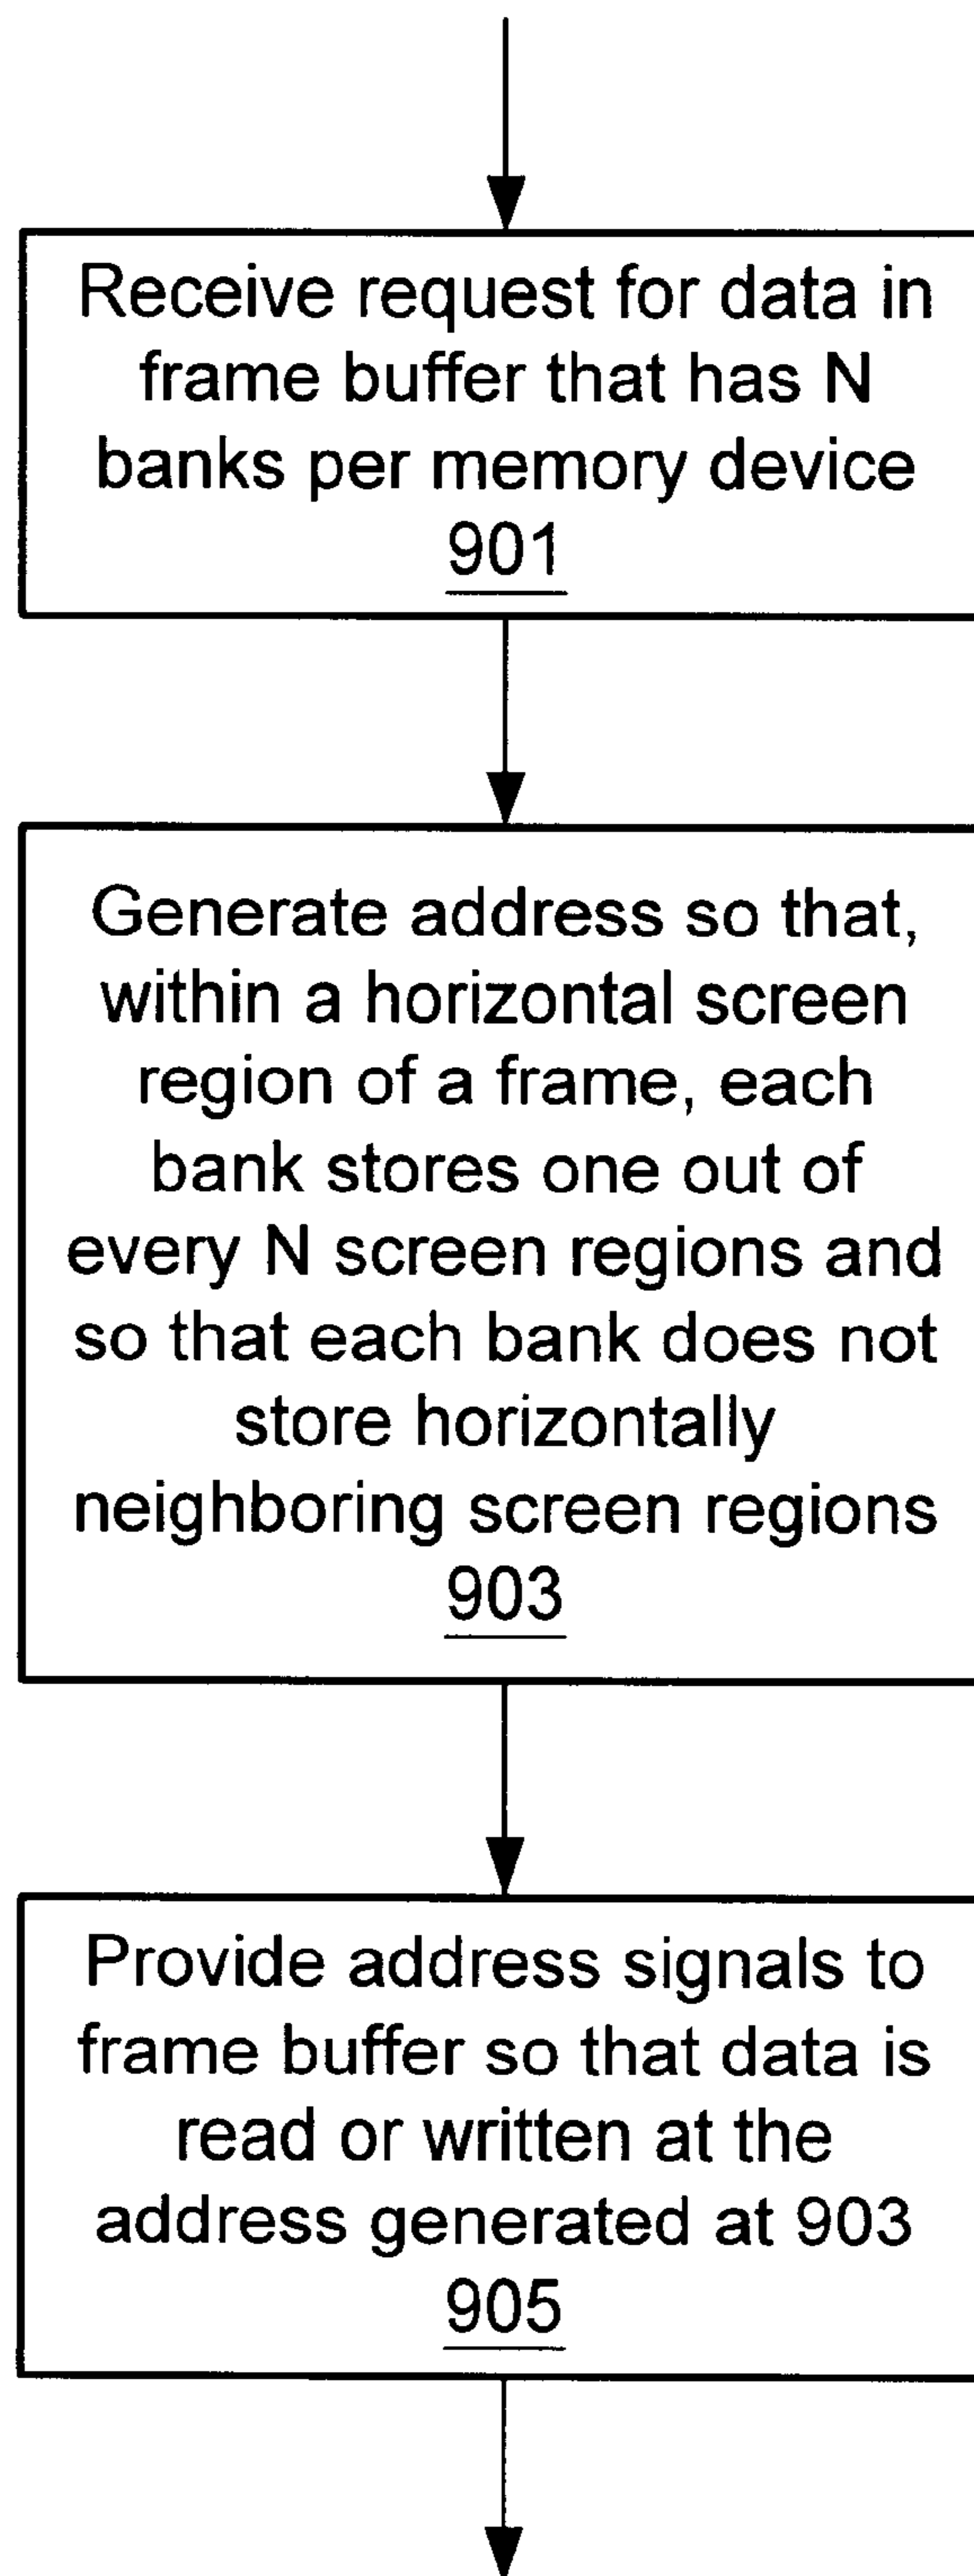 Receive request for data in
frame buffer that has N
banks per memory device
901
Generate address so that,
within a horizontal screen
region of a frame, each
bank stores one out of
every N screen regions and
so that each bank does not
store horizontally
neighboring screen regions
903
Provide address signals to
frame buffer so that data is
read or written at the
address generated at 903
905